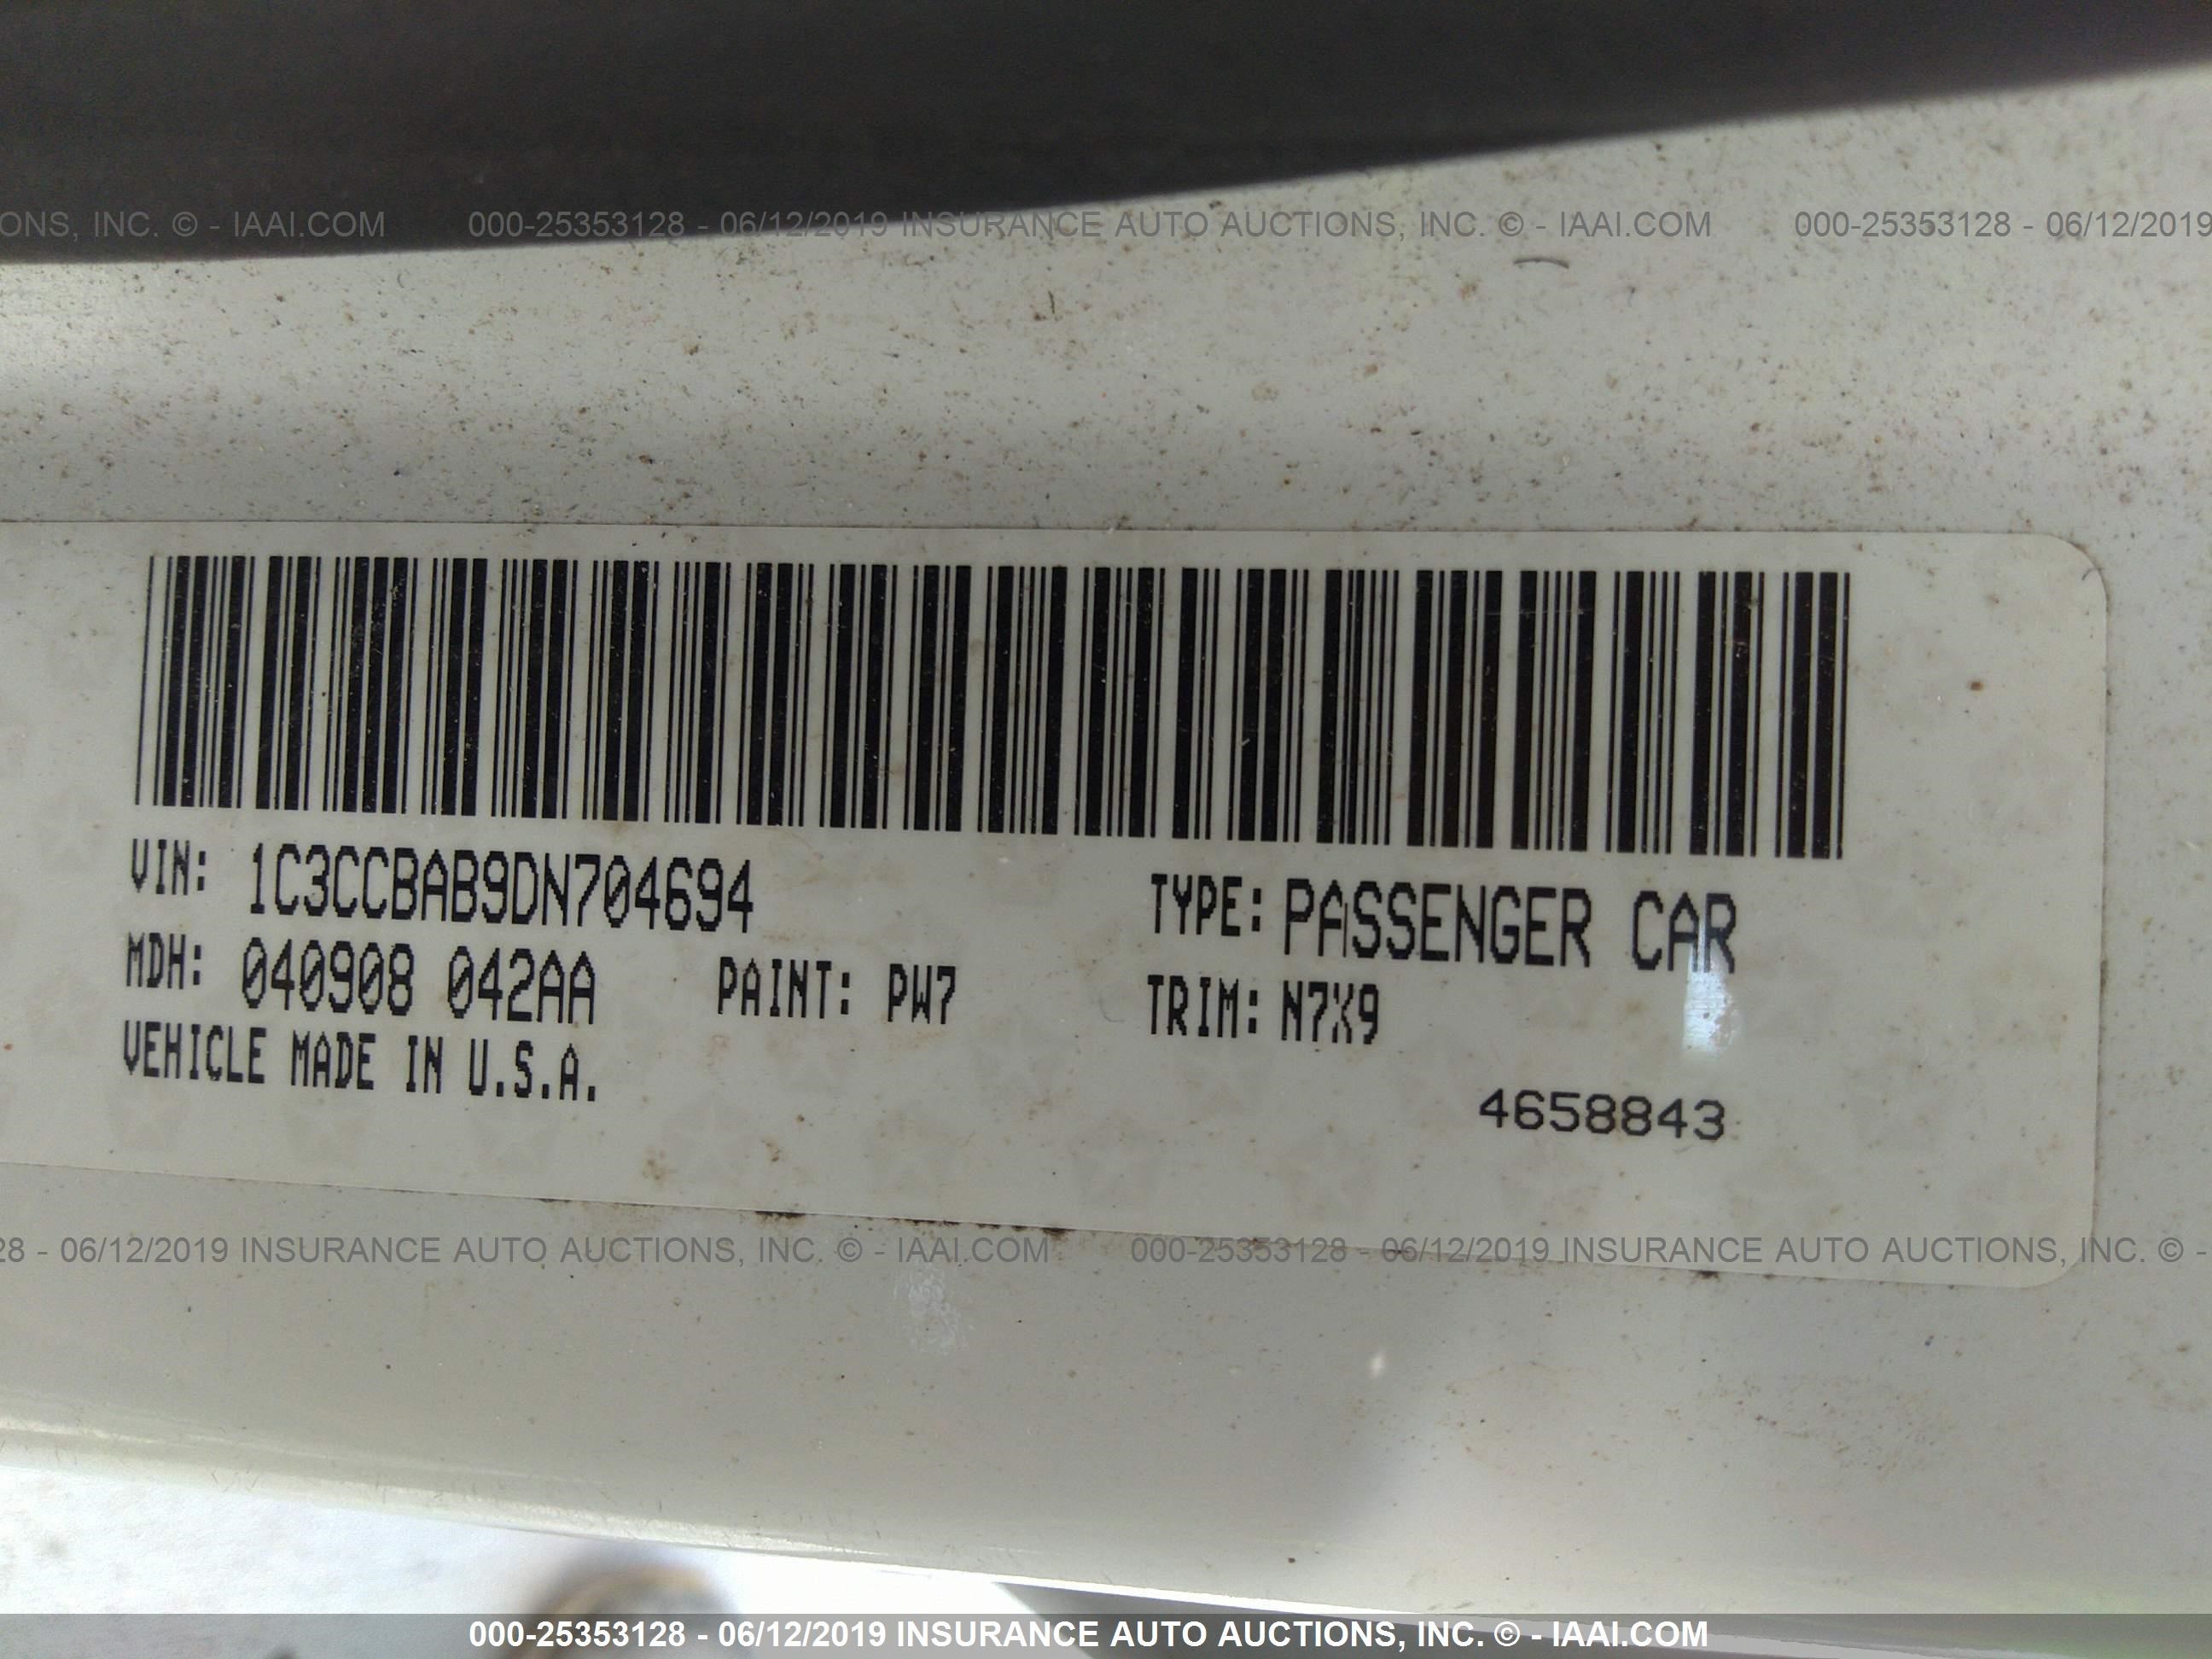 ONS, INC. © - IAAI.COM 000-25353128 - 06/12/2019 INSURANCE AUTO AUCTIONS, INC. © - IAAI.COM 000-25353128 - 06/12/2019
VIN: 1C3CCBAB9DN704694 TYPE: PASSENGER CAR
MDH: 040908 042AA PAINT: PW7 TRIM: N7X9
VEHICLE MADE IN U.S.A.
4658843
28 - 06/12/2019 INSURANCE AUTO AUCTIONS, INC. © - IAAI.COM 000-25353128 - 06/12/2019 INSURANCE AUTO AUCTIONS, INC. © -
000-25353128 - 06/12/2019 INSURANCE AUTO AUCTIONS, INC. © - IAAI.COM